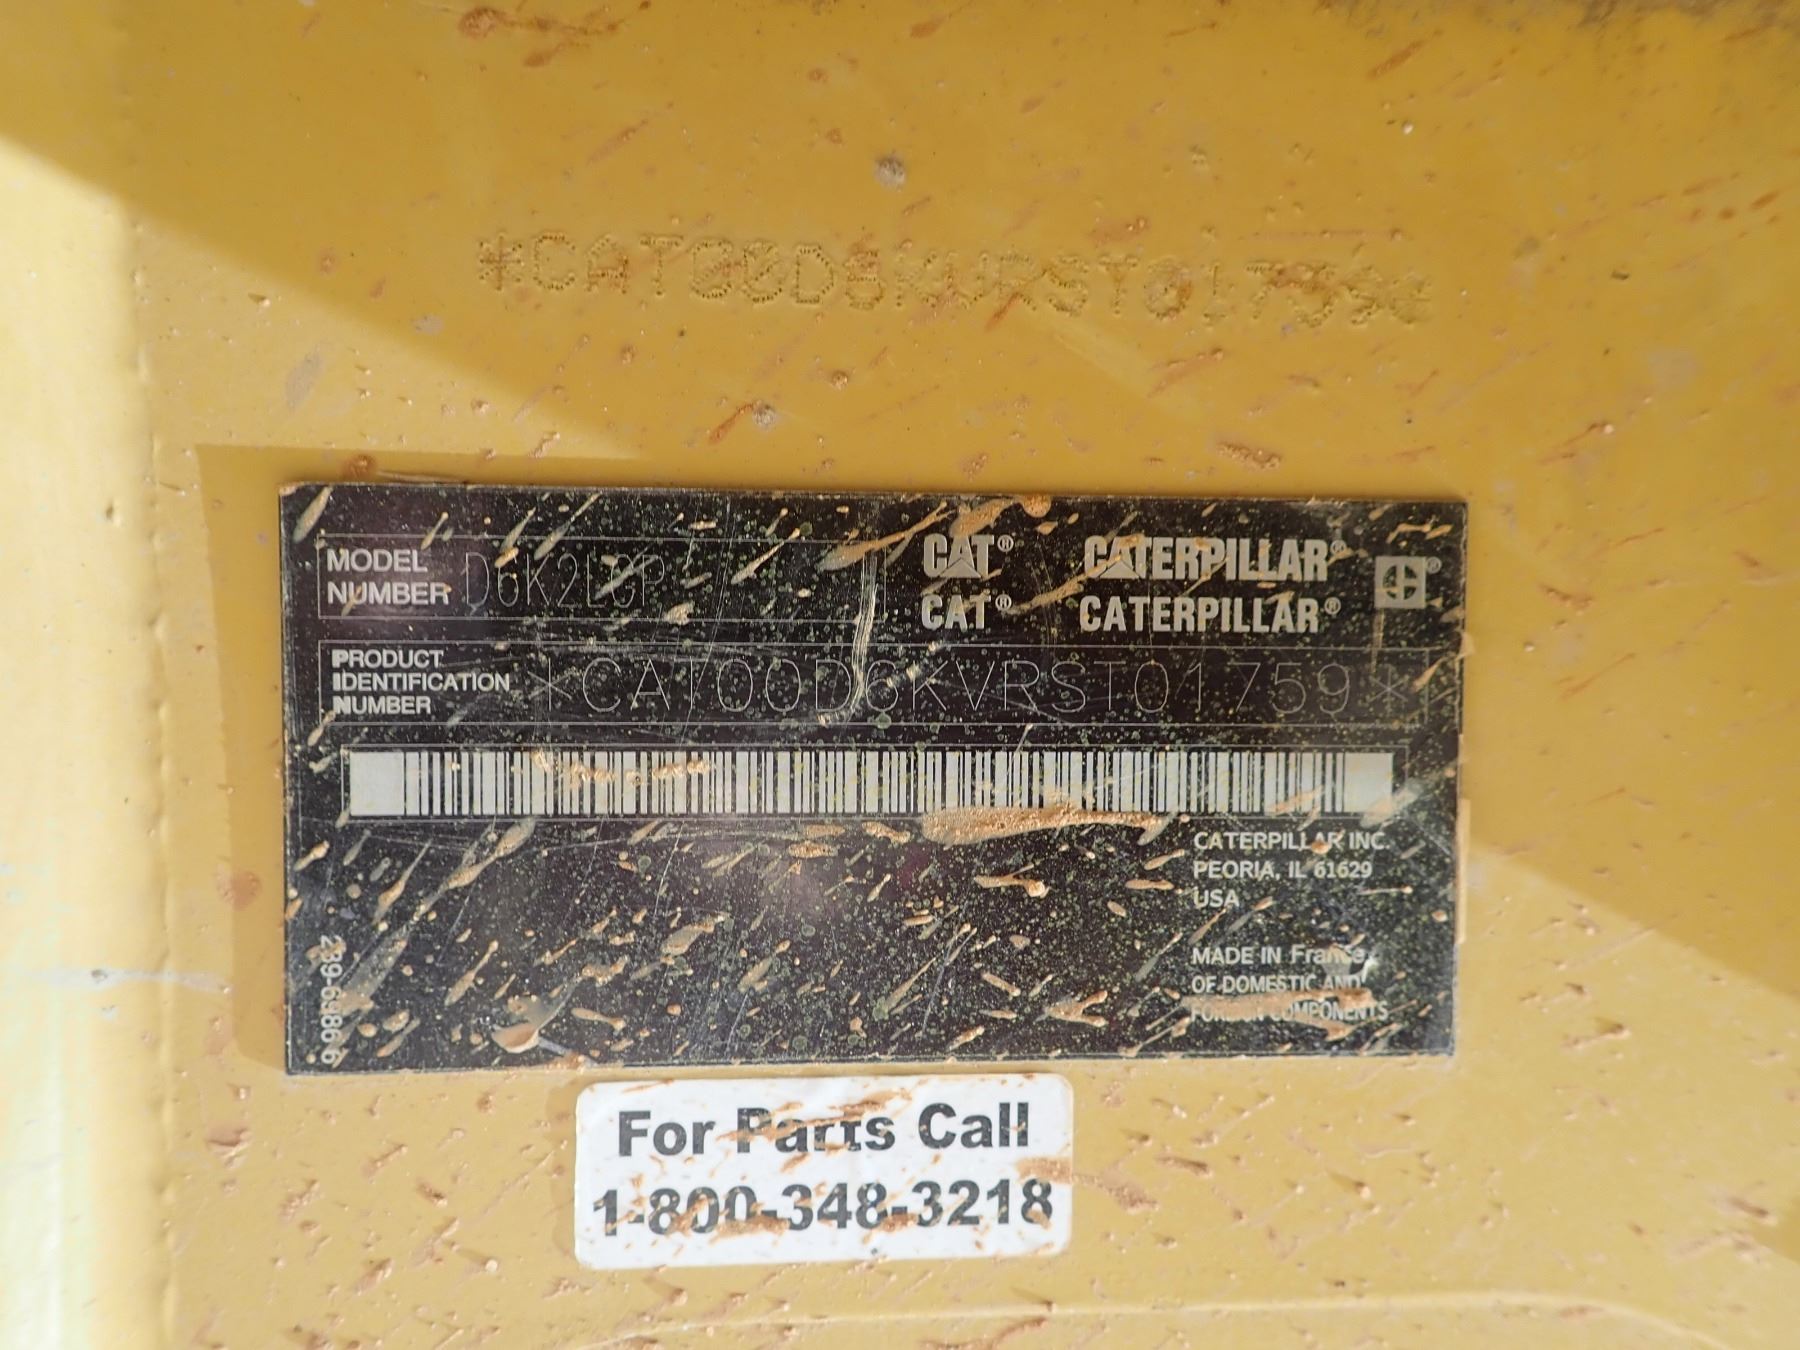 *CAT00D6KVRST01759*
MODEL NUMBER D6K2LGP
CAT® CATERPILLAR®
CAT® CATERPILLAR®
PRODUCT IDENTIFICATION NUMBER *CAT00D6KVRST01759*
CATERPILLAR INC.
PEORIA, IL 61629
USA
MADE IN France
OF DOMESTIC AND
FOREIGN COMPONENTS
For Parts Call
1-800-348-3218